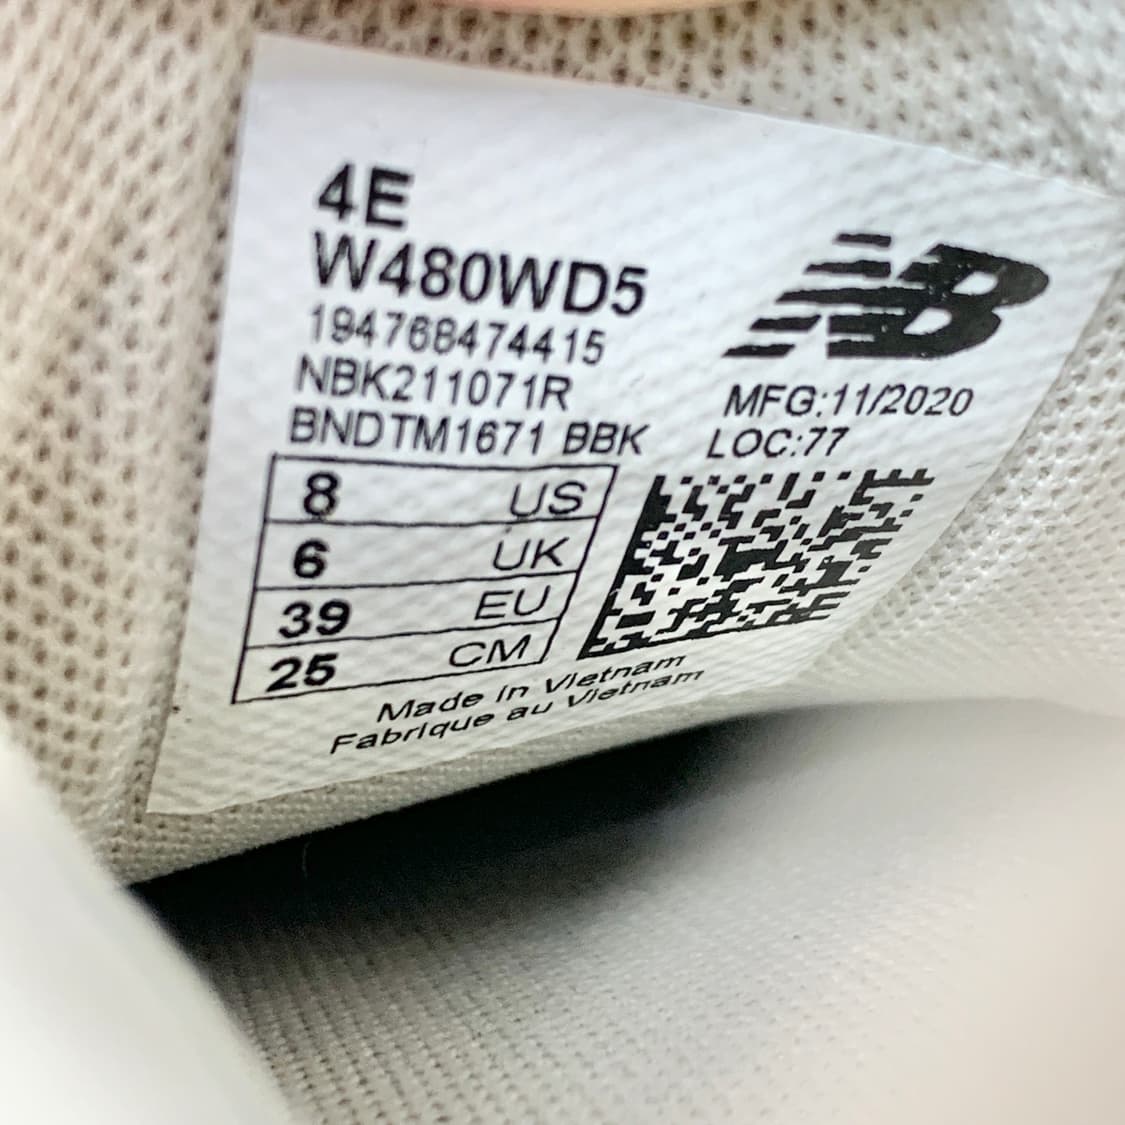 4E
W480WD5
194768474415
NBK211071R
BNDTM1671 BBK
NB
MFG:11/2020
LOC:77
8 US
6 UK
39 EU
25 CM
Made in Vietnam
Fabrique au Vietnam